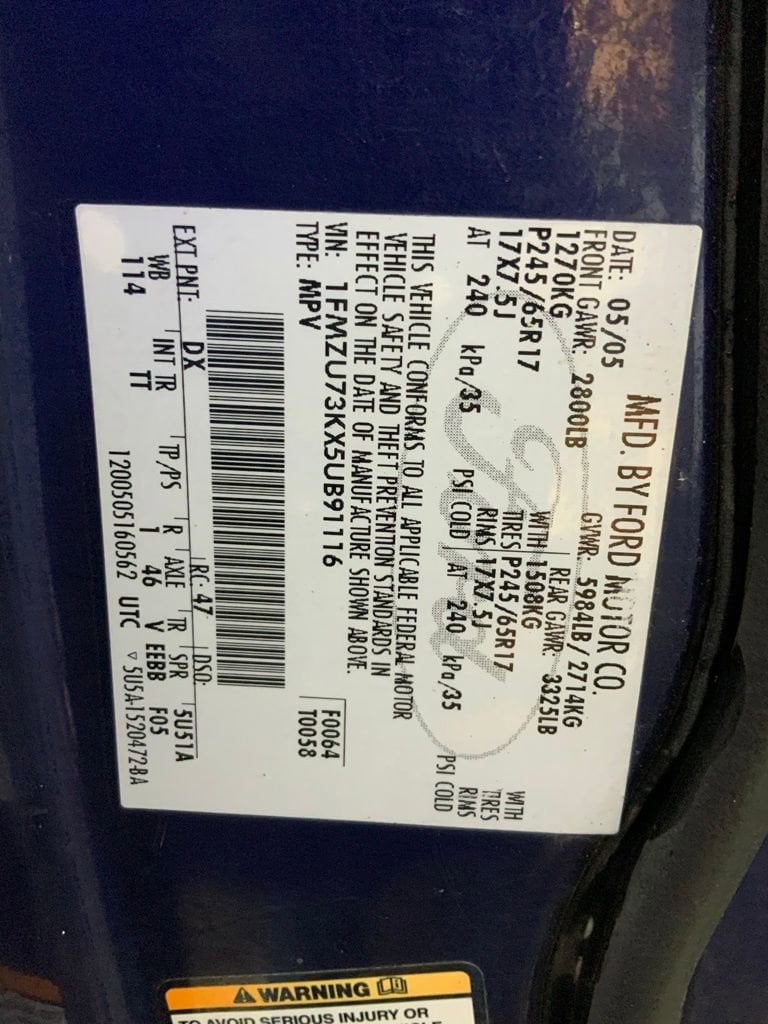 MFD. BY FORD MOTOR CO.
DATE: 05/05 GVWR: 5984LB / 2714KG
FRONT GAWR: 2800LB REAR GAWR: 3325LB
1270KG WITH 1508KG WITH
P245/65R17 TIRES P245/65R17 TIRES
17X7.5J RIMS 17X7.5J RIMS
AT 240 kPa/35 PSI COLD AT 240 kPa/35 PSI COLD
THIS VEHICLE CONFORMS TO ALL APPLICABLE FEDERAL MOTOR
VEHICLE SAFETY AND THEFT PREVENTION STANDARDS IN
EFFECT ON THE DATE OF MANUFACTURE SHOWN ABOVE.
VIN: 1FMZU73KX5UB91116 F0064
TYPE: MPV T0058
EXT PNT: DX RC: 47 DSO:
WB INT TR TP/PS R AXLE TR SPR 5U51A
114 TT 1 46 V EEBB F05
1200505160562 UTC ▽ 5U5A-1520472-BA
Ford
⚠ WARNING
TO AVOID SERIOUS INJURY OR